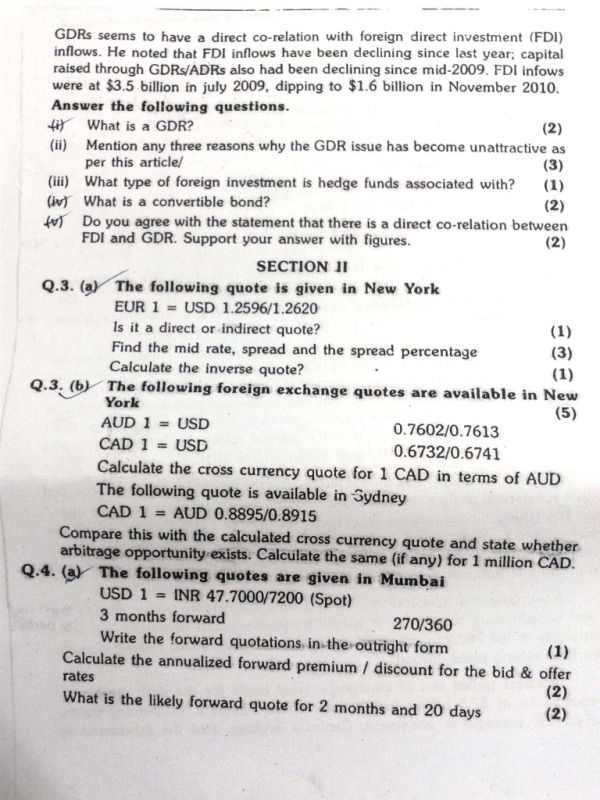 GDRs seems to have a direct co-relation with foreign direct investment (FDI)
inflows. He noted that FDI inflows have been declining since last year; capital
raised through GDRs/ADRs also had been declining since mid-2009. FDI infows
were at $3.5 billion in july 2009, dipping to $1.6 billion in November 2010.
Answer the following questions.
(i) What is a GDR? (2)
(ii) Mention any three reasons why the GDR issue has become unattractive as
per this article/ (3)
(iii) What type of foreign investment is hedge funds associated with? (1)
(iv) What is a convertible bond? (2)
(v) Do you agree with the statement that there is a direct co-relation between
FDI and GDR. Support your answer with figures. (2)
SECTION II
Q.3. (a) The following quote is given in New York
EUR 1 = USD 1.2596/1.2620
Is it a direct or indirect quote? (1)
Find the mid rate, spread and the spread percentage (3)
Calculate the inverse quote? (1)
Q.3. (b) The following foreign exchange quotes are available in New
York (5)
AUD 1 = USD 0.7602/0.7613
CAD 1 = USD 0.6732/0.6741
Calculate the cross currency quote for 1 CAD in terms of AUD
The following quote is available in Sydney
CAD 1 = AUD 0.8895/0.8915
Compare this with the calculated cross currency quote and state whether
arbitrage opportunity exists. Calculate the same (if any) for 1 million CAD.
Q.4. (a) The following quotes are given in Mumbai
USD 1 = INR 47.7000/7200 (Spot)
3 months forward 270/360
Write the forward quotations in the outright form (1)
Calculate the annualized forward premium / discount for the bid & offer
rates (2)
What is the likely forward quote for 2 months and 20 days (2)